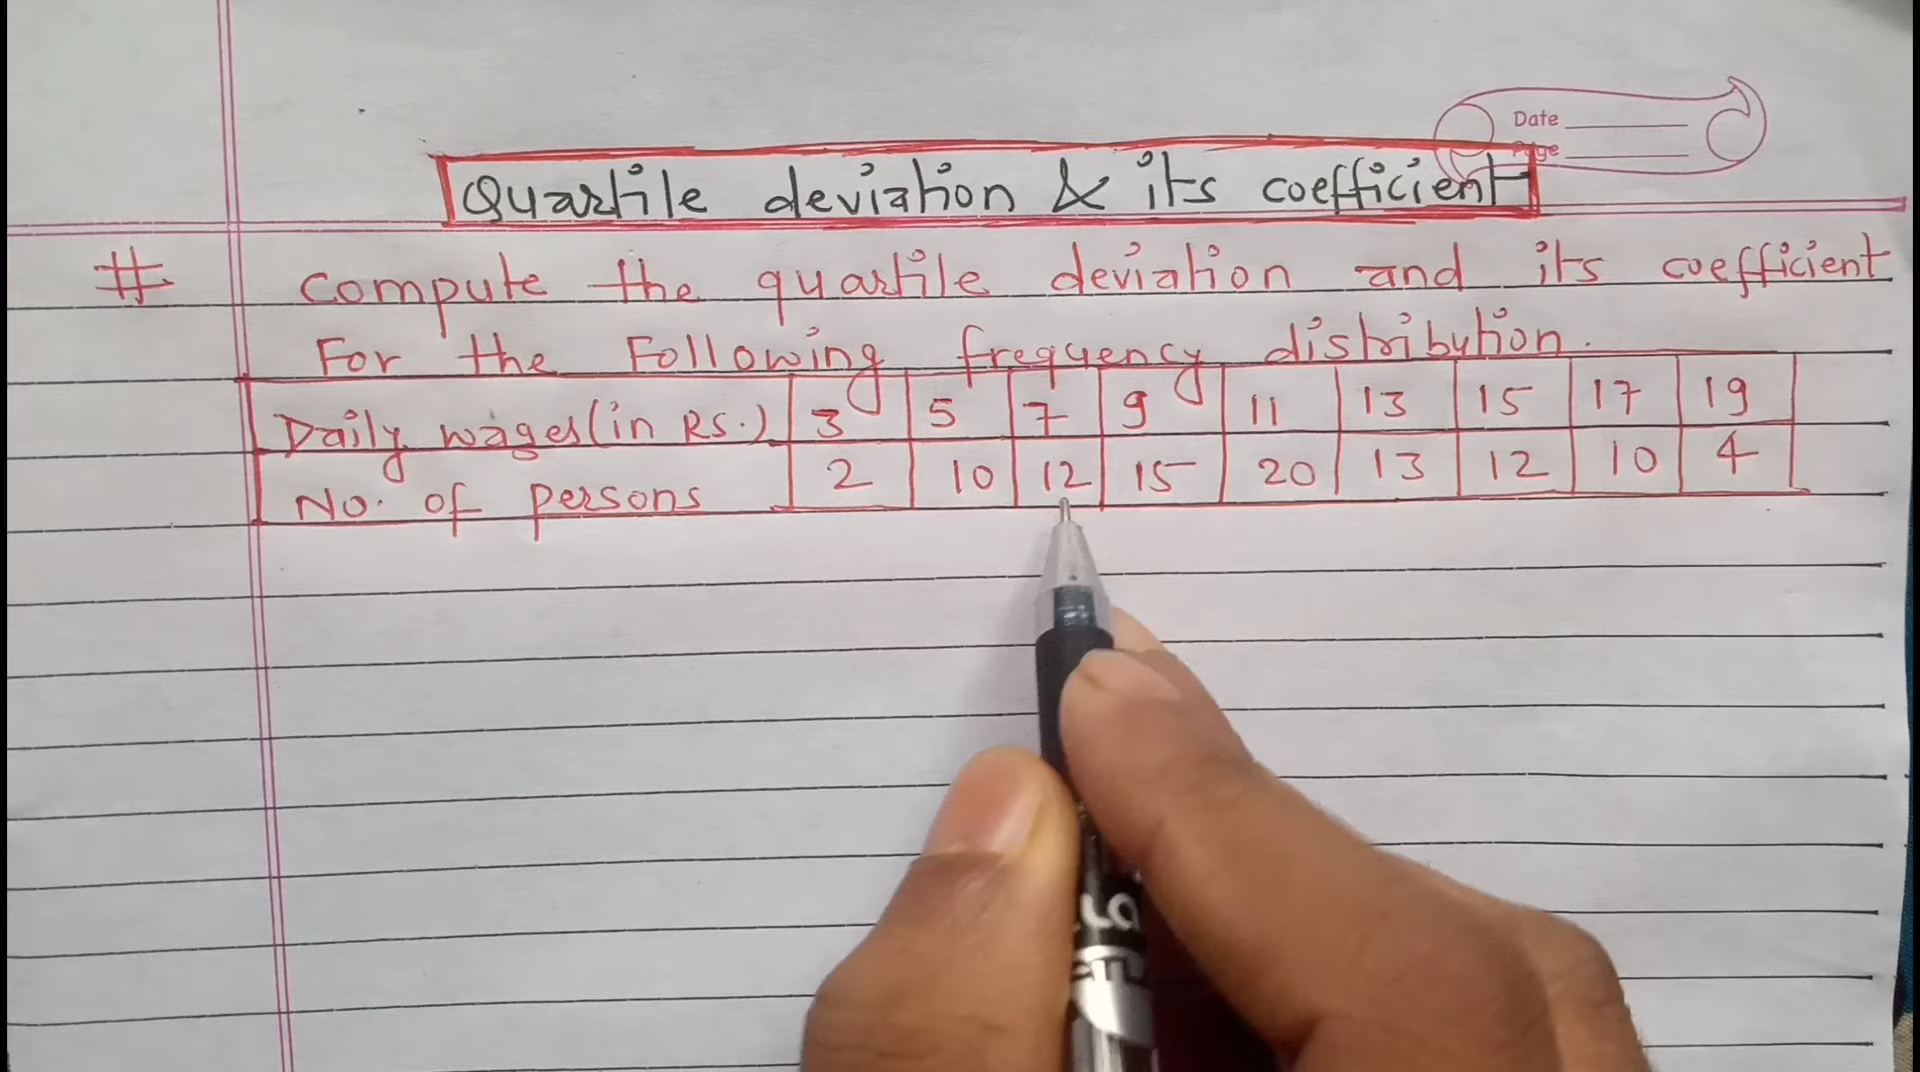 Date
Page
Quartile deviation & its coefficient
# Compute the quartile deviation and its coefficient
For the Following frequency distribution.
Daily wages (in RS.) 3 5 7 9 11 13 15 17 19
No. of persons 2 10 12 15 20 13 12 10 4